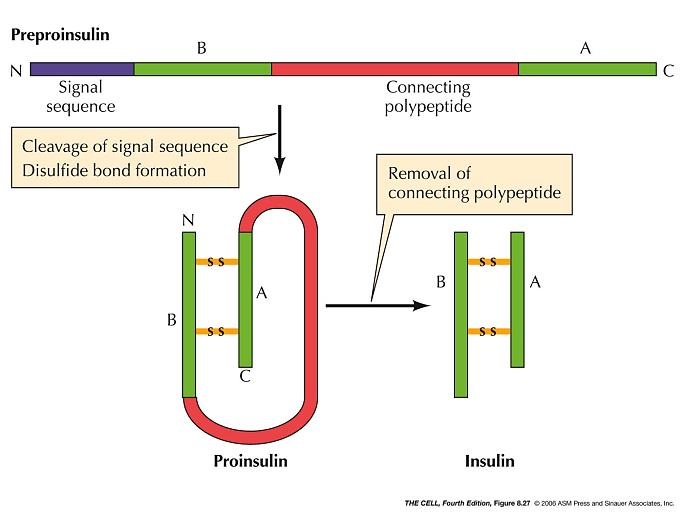 Preproinsulin
B
A
N
C
Signal
sequence
Connecting
polypeptide
Cleavage of signal sequence
Disulfide bond formation
Removal of
connecting polypeptide
N
S S
S S
B
A
C
B
A
S S
S S
Proinsulin
Insulin
THE CELL, Fourth Edition, Figure 8.27 © 2006 ASM Press and Sinauer Associates, Inc.